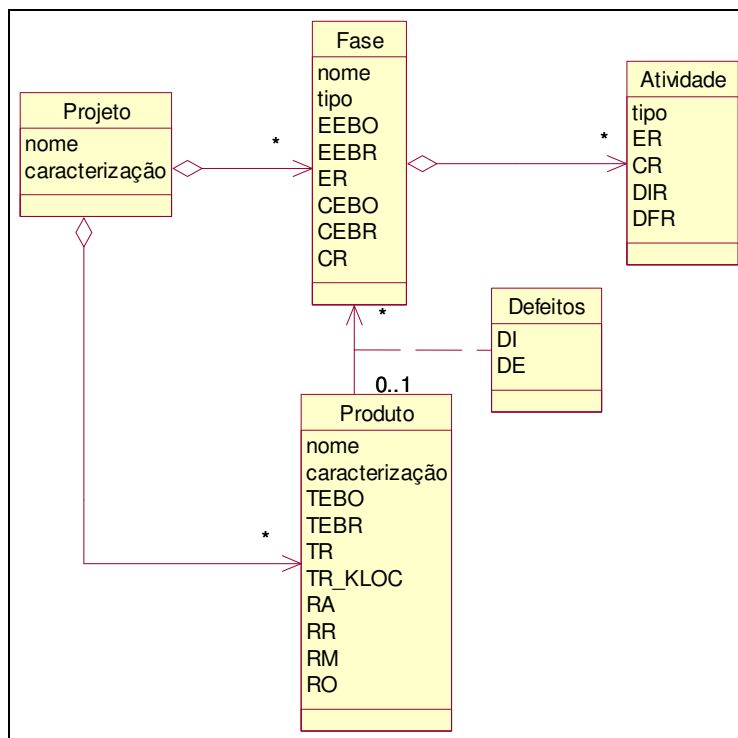 Projeto
nome
caracterização
*
Fase
nome
tipo
EEBO
EEBR
ER
CEBO
CEBR
CR
*
Atividade
tipo
ER
CR
DIR
DFR
*
0..1
Defeitos
DI
DE
*
Produto
nome
caracterização
TEBO
TEBR
TR
TR_KLOC
RA
RR
RM
RO